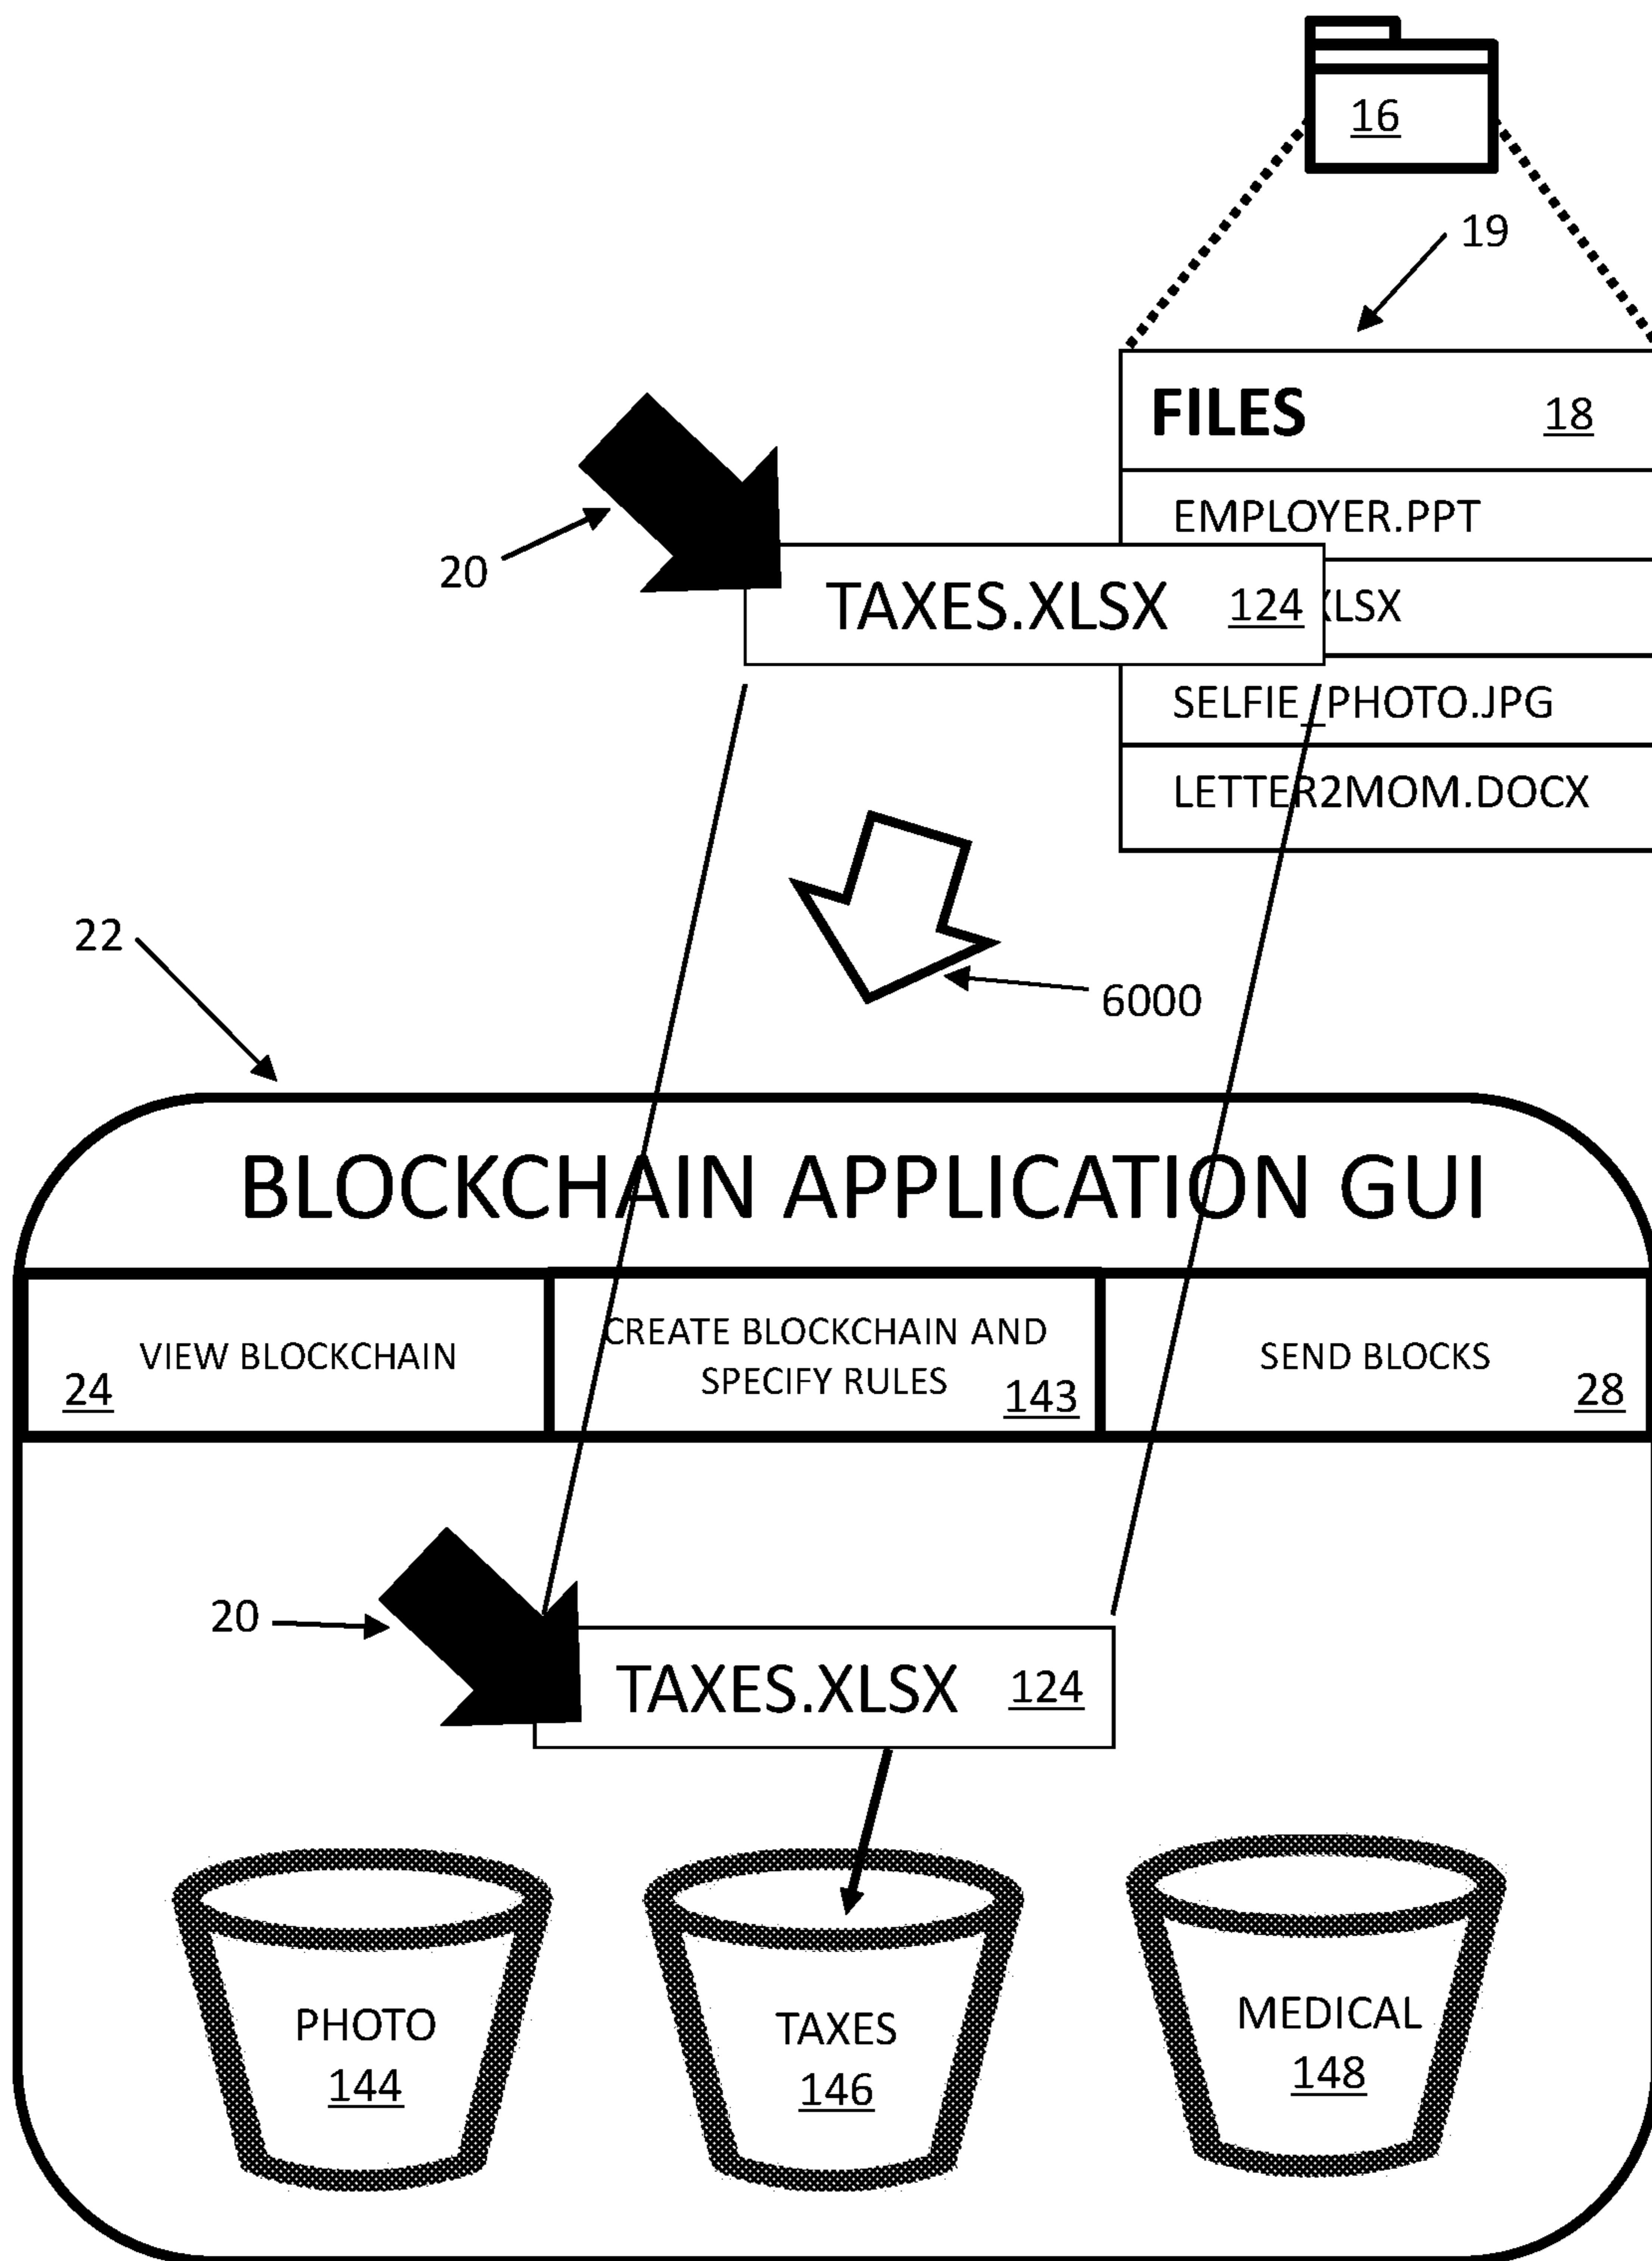 16
19
FILES 18
EMPLOYER.PPT
20
TAXES.XLSX 124
XLSX
SELFIE_PHOTO.JPG
LETTER2MOM.DOCX
22
6000
BLOCKCHAIN APPLICATION GUI
VIEW BLOCKCHAIN
24
CREATE BLOCKCHAIN AND
SPECIFY RULES
143
SEND BLOCKS
28
20
TAXES.XLSX 124
PHOTO
144
TAXES
146
MEDICAL
148